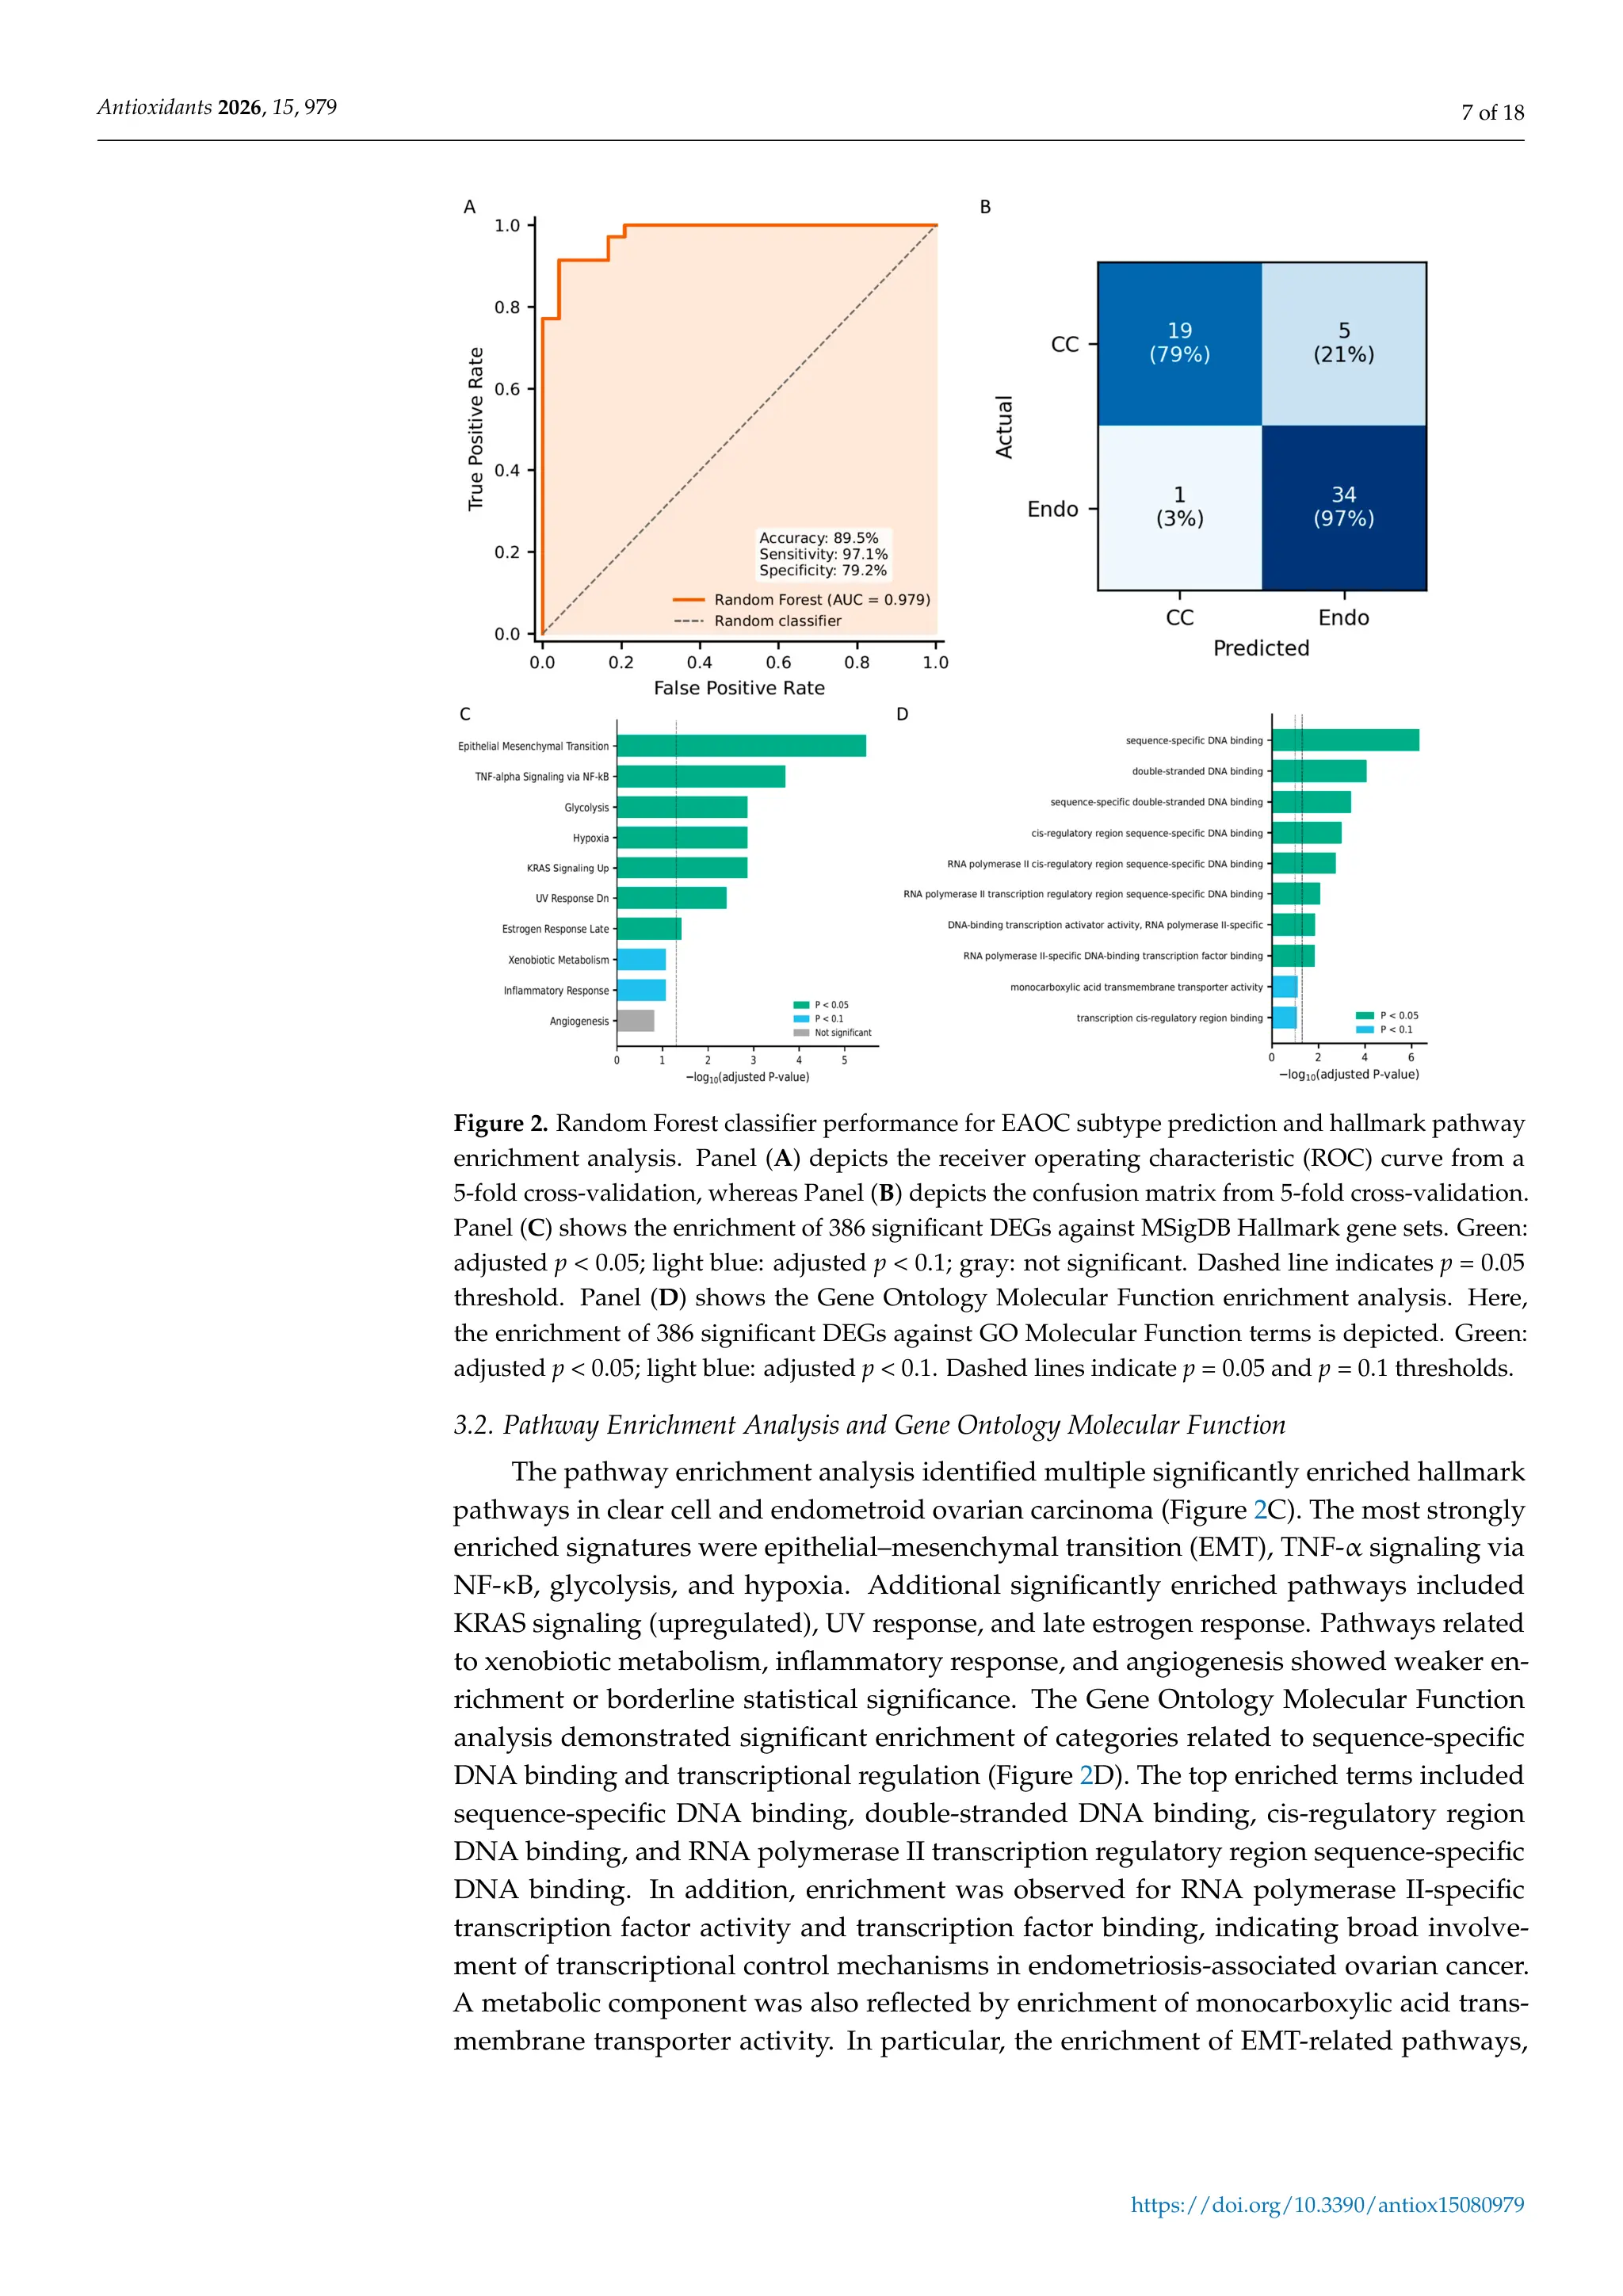 Antioxidants 2026, 15, 979
7 of 18
A
1.0
0.8
0.6
0.4
0.2
0.0
True Positive Rate
Accuracy: 89.5%
Sensitivity: 97.1%
Specificity: 79.2%
Random Forest (AUC = 0.979)
Random classifier
0.0 0.2 0.4 0.6 0.8 1.0
False Positive Rate
B
Actual
CC
Endo
19
(79%)
5
(21%)
1
(3%)
34
(97%)
CC Endo
Predicted
C
Epithelial Mesenchymal Transition
TNF-alpha Signaling via NF-kB
Glycolysis
Hypoxia
KRAS Signaling Up
UV Response Dn
Estrogen Response Late
Xenobiotic Metabolism
Inflammatory Response
Angiogenesis
P < 0.05
P < 0.1
Not significant
0 1 2 3 4 5
−log10(adjusted P-value)
D
sequence-specific DNA binding
double-stranded DNA binding
sequence-specific double-stranded DNA binding
cis-regulatory region sequence-specific DNA binding
RNA polymerase II cis-regulatory region sequence-specific DNA binding
RNA polymerase II transcription regulatory region sequence-specific DNA binding
DNA-binding transcription activator activity, RNA polymerase II-specific
RNA polymerase II-specific DNA-binding transcription factor binding
monocarboxylic acid transmembrane transporter activity
transcription cis-regulatory region binding
P < 0.05
P < 0.1
0 2 4 6
−log10(adjusted P-value)
Figure 2. Random Forest classifier performance for EAOC subtype prediction and hallmark pathway
enrichment analysis. Panel (A) depicts the receiver operating characteristic (ROC) curve from a
5-fold cross-validation, whereas Panel (B) depicts the confusion matrix from 5-fold cross-validation.
Panel (C) shows the enrichment of 386 significant DEGs against MSigDB Hallmark gene sets. Green:
adjusted p < 0.05; light blue: adjusted p < 0.1; gray: not significant. Dashed line indicates p = 0.05
threshold. Panel (D) shows the Gene Ontology Molecular Function enrichment analysis. Here,
the enrichment of 386 significant DEGs against GO Molecular Function terms is depicted. Green:
adjusted p < 0.05; light blue: adjusted p < 0.1. Dashed lines indicate p = 0.05 and p = 0.1 thresholds.
3.2. Pathway Enrichment Analysis and Gene Ontology Molecular Function
The pathway enrichment analysis identified multiple significantly enriched hallmark
pathways in clear cell and endometroid ovarian carcinoma (Figure 2C). The most strongly
enriched signatures were epithelial–mesenchymal transition (EMT), TNF-α signaling via
NF-κB, glycolysis, and hypoxia. Additional significantly enriched pathways included
KRAS signaling (upregulated), UV response, and late estrogen response. Pathways related
to xenobiotic metabolism, inflammatory response, and angiogenesis showed weaker en-
richment or borderline statistical significance. The Gene Ontology Molecular Function
analysis demonstrated significant enrichment of categories related to sequence-specific
DNA binding and transcriptional regulation (Figure 2D). The top enriched terms included
sequence-specific DNA binding, double-stranded DNA binding, cis-regulatory region
DNA binding, and RNA polymerase II transcription regulatory region sequence-specific
DNA binding. In addition, enrichment was observed for RNA polymerase II-specific
transcription factor activity and transcription factor binding, indicating broad involve-
ment of transcriptional control mechanisms in endometriosis-associated ovarian cancer.
A metabolic component was also reflected by enrichment of monocarboxylic acid trans-
membrane transporter activity. In particular, the enrichment of EMT-related pathways,
https://doi.org/10.3390/antiox15080979